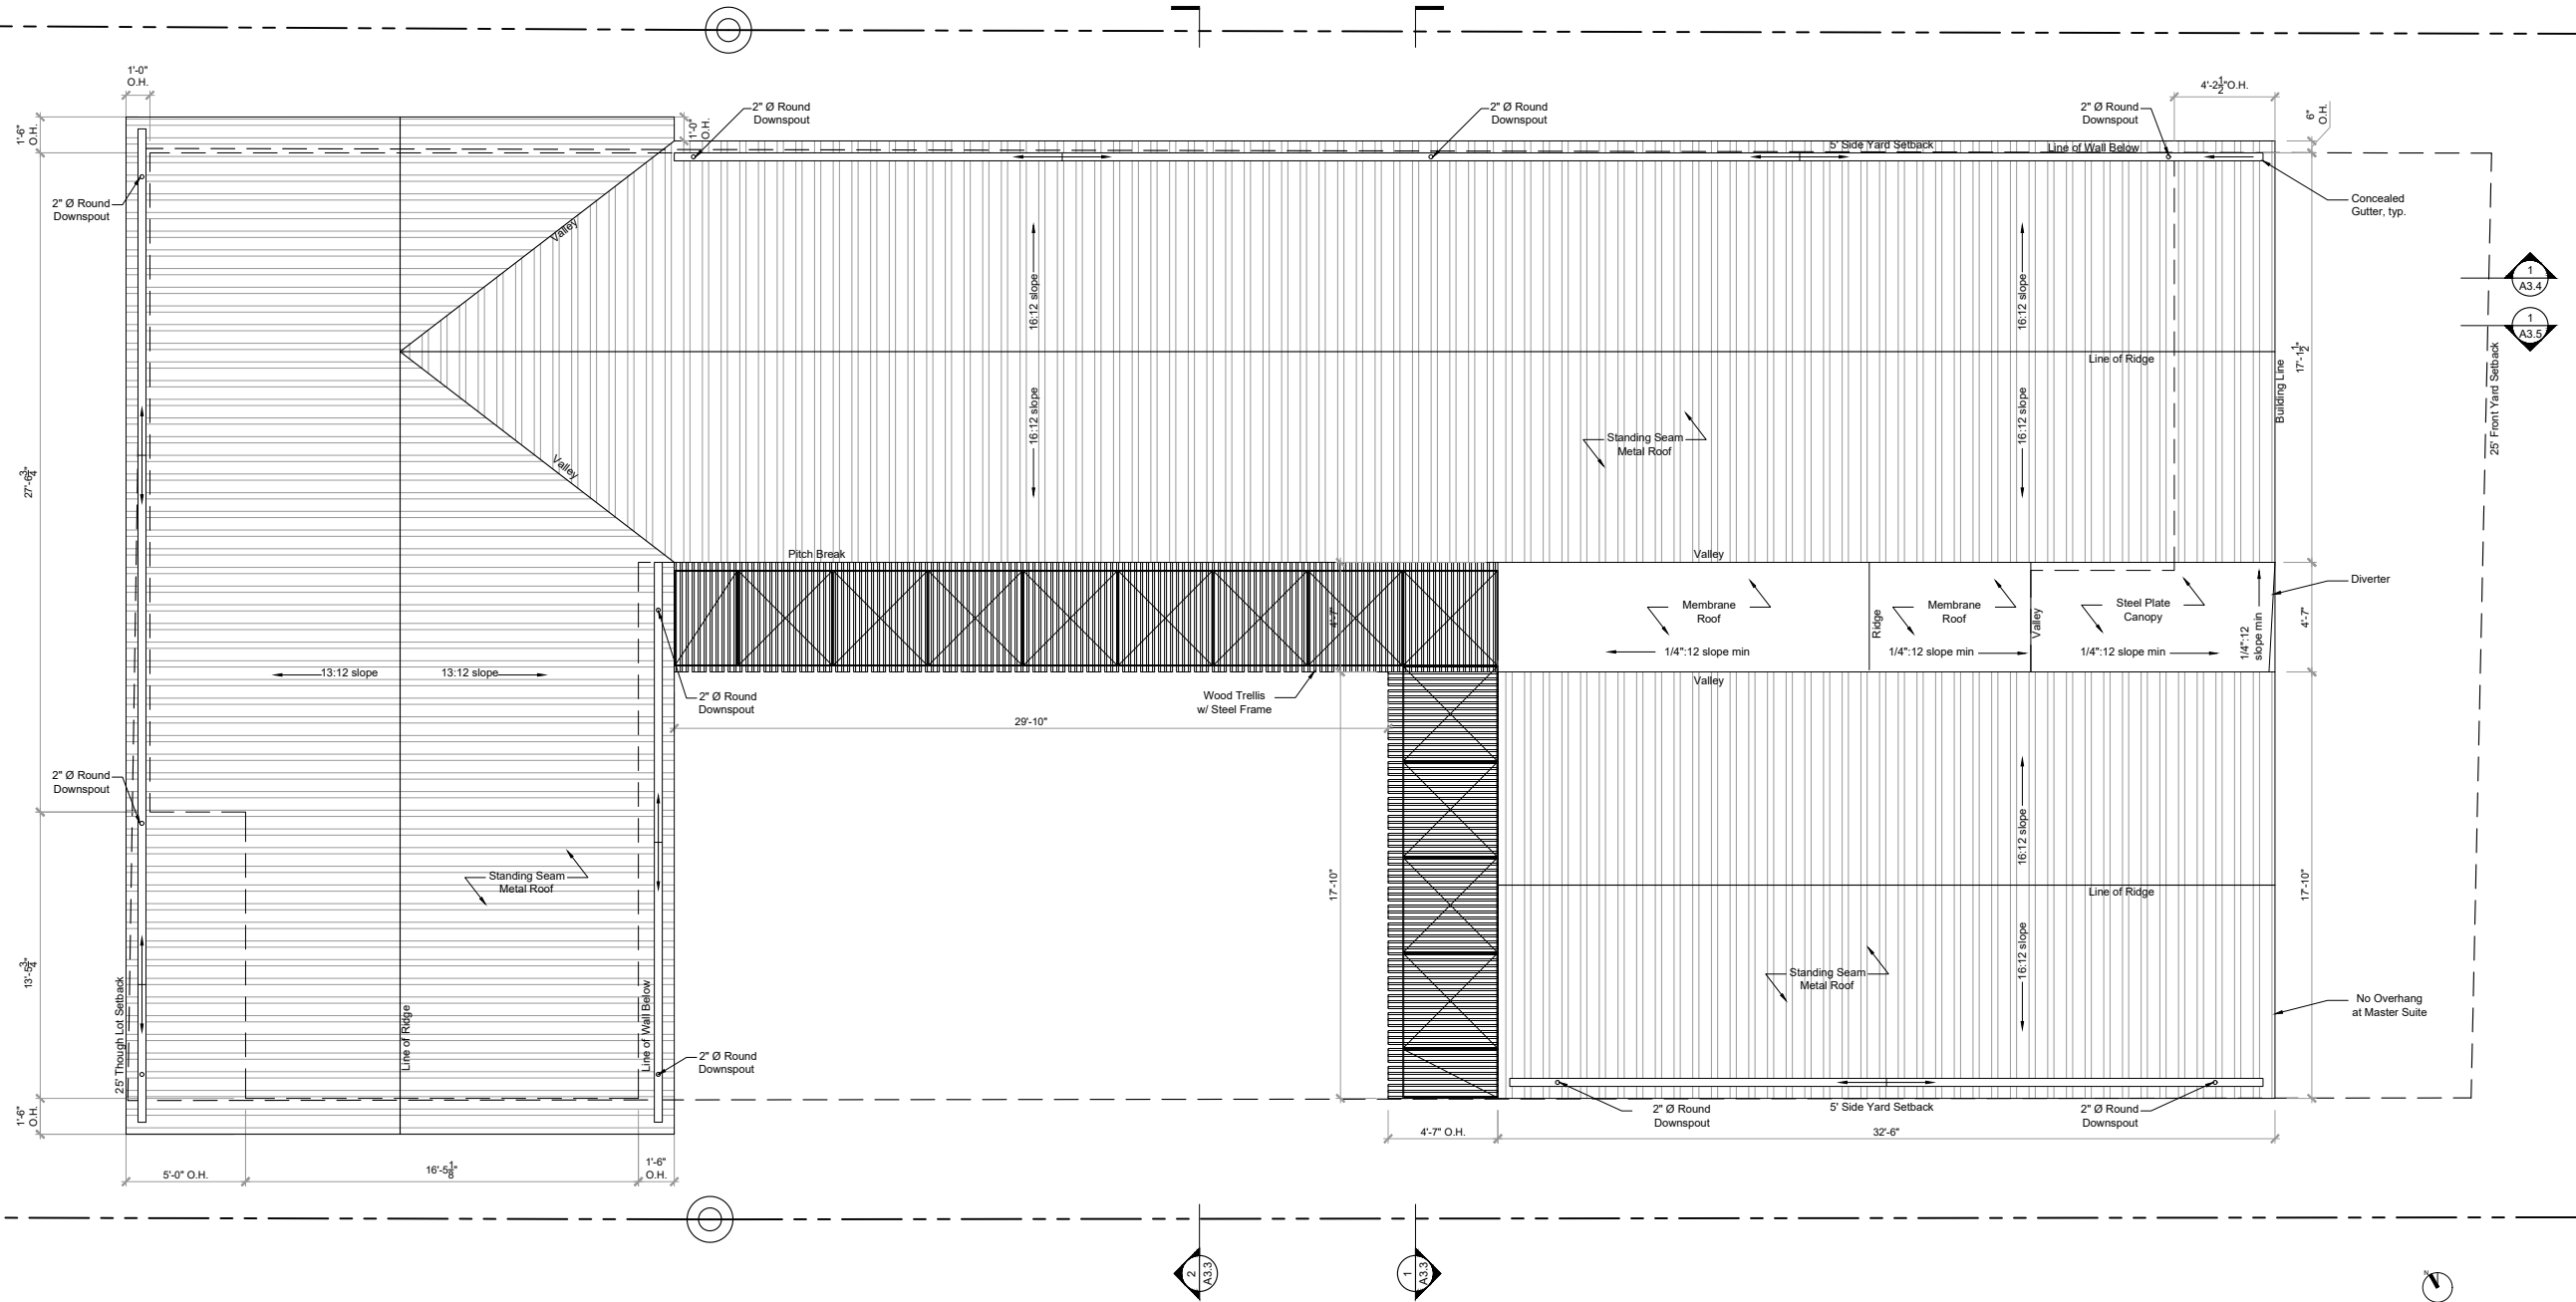 1'-0"
O.H.
4'-2 1/2" O.H.
1'-6"
O.H.
1'-0"
O.H.
6"
O.H.
2" Ø Round
Downspout
2" Ø Round
Downspout
2" Ø Round
Downspout
5' Side Yard Setback
Line of Wall Below
2" Ø Round
Downspout
Concealed
Gutter, typ.
Valley
16:12 slope
16:12 slope
1
A3.4
1
A3.5
Line of Ridge
17'-1 1/2"
Building Line
25' Front Yard Setback
16:12 slope
16:12 slope
Standing Seam
Metal Roof
Valley
27'-6 3/4"
Pitch Break
Valley
Diverter
4'-7"
Membrane
Roof
Ridge
Membrane
Roof
Valley
Steel Plate
Canopy
1/4":12
slope min
4'-7"
1/4":12 slope min
1/4":12 slope min
1/4":12 slope min
13:12 slope
13:12 slope
2" Ø Round
Downspout
Wood Trellis
w/ Steel Frame
Valley
29'-10"
2" Ø Round
Downspout
16:12 slope
Standing Seam
Metal Roof
17'-10"
17'-10"
Line of Ridge
13'-5 3/4"
16:12 slope
Standing Seam
Metal Roof
No Overhang
at Master Suite
25' Though Lot Setback
Line of Ridge
Line of Wall Below
2" Ø Round
Downspout
1'-6"
O.H.
2" Ø Round
Downspout
5' Side Yard Setback
2" Ø Round
Downspout
4'-7" O.H.
32'-6"
5'-0" O.H.
16'-5 1/8"
1'-6"
O.H.
2
A3.3
1
A3.3
N